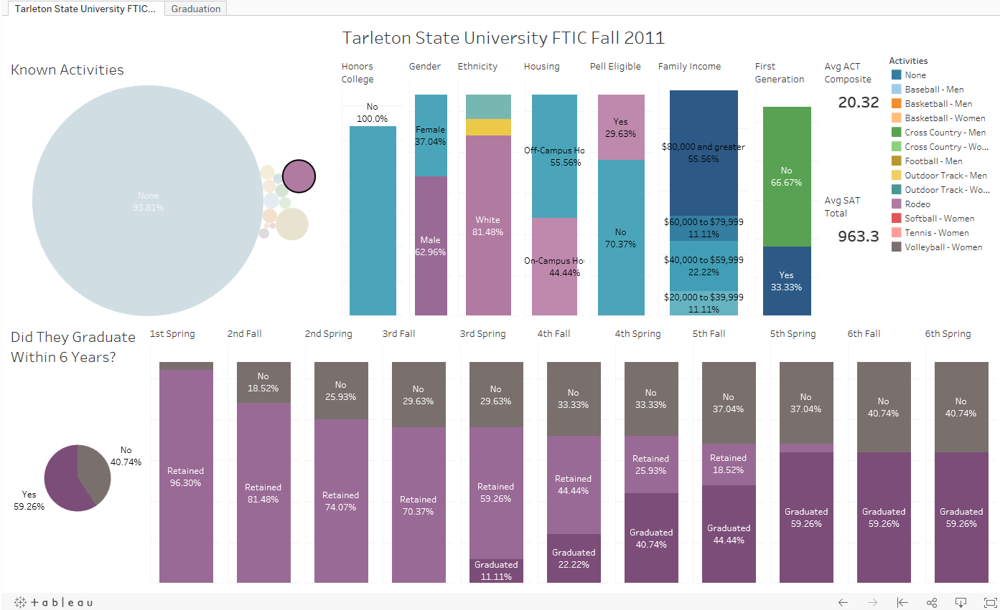 Tarleton State University FTIC...
Graduation
Tarleton State University FTIC Fall 2011
Known Activities
None
93.81%
Honors
College
No
100.0%
Gender
Female
37.04%
Male
62.96%
Ethnicity
White
81.48%
Housing
Off-Campus Ho
55.56%
On-Campus Hou
44.44%
Pell Eligible
Yes
29.63%
No
70.37%
Family Income
$80,000 and greater
55.56%
$60,000 to $79,999
11.11%
$40,000 to $59,999
22.22%
$20,000 to $39,999
11.11%
First
Generation
No
66.67%
Yes
33.33%
Avg ACT
Composite
20.32
Avg SAT
Total
963.3
Activities
None
Baseball - Men
Basketball - Men
Basketball - Women
Cross Country - Men
Cross Country - Wo...
Football - Men
Outdoor Track - Men
Outdoor Track - Wo...
Rodeo
Softball - Women
Tennis - Women
Volleyball - Women
Did They Graduate
Within 6 Years?
No
40.74%
Yes
59.26%
1st Spring
Retained
96.30%
2nd Fall
No
18.52%
Retained
81.48%
2nd Spring
No
25.93%
Retained
74.07%
3rd Fall
No
29.63%
Retained
70.37%
3rd Spring
No
29.63%
Retained
59.26%
Graduated
11.11%
4th Fall
No
33.33%
Retained
44.44%
Graduated
22.22%
4th Spring
No
33.33%
Retained
25.93%
Graduated
40.74%
5th Fall
No
37.04%
Retained
18.52%
Graduated
44.44%
5th Spring
No
37.04%
Graduated
59.26%
6th Fall
No
40.74%
Graduated
59.26%
6th Spring
No
40.74%
Graduated
59.26%
+ a b l e a u